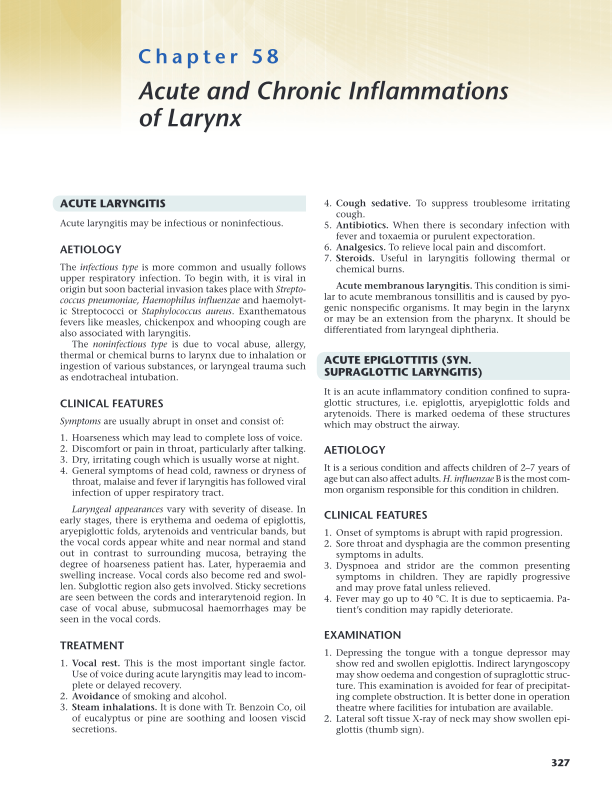 Chapter 58
Acute and Chronic Inflammations
of Larynx
ACUTE LARYNGITIS
Acute laryngitis may be infectious or noninfectious.
AETIOLOGY
The infectious type is more common and usually follows
upper respiratory infection. To begin with, it is viral in
origin but soon bacterial invasion takes place with Strepto-
coccus pneumoniae, Haemophilus influenzae and haemolyt-
ic Streptococci or Staphylococcus aureus. Exanthematous
fevers like measles, chickenpox and whooping cough are
also associated with laryngitis.
The noninfectious type is due to vocal abuse, allergy,
thermal or chemical burns to larynx due to inhalation or
ingestion of various substances, or laryngeal trauma such
as endotracheal intubation.
CLINICAL FEATURES
Symptoms are usually abrupt in onset and consist of:
1. Hoarseness which may lead to complete loss of voice.
2. Discomfort or pain in throat, particularly after talking.
3. Dry, irritating cough which is usually worse at night.
4. General symptoms of head cold, rawness or dryness of
throat, malaise and fever if laryngitis has followed viral
infection of upper respiratory tract.
Laryngeal appearances vary with severity of disease. In
early stages, there is erythema and oedema of epiglottis,
aryepiglottic folds, arytenoids and ventricular bands, but
the vocal cords appear white and near normal and stand
out in contrast to surrounding mucosa, betraying the
degree of hoarseness patient has. Later, hyperaemia and
swelling increase. Vocal cords also become red and swol-
len. Subglottic region also gets involved. Sticky secretions
are seen between the cords and interarytenoid region. In
case of vocal abuse, submucosal haemorrhages may be
seen in the vocal cords.
TREATMENT
1. Vocal rest. This is the most important single factor.
Use of voice during acute laryngitis may lead to incom-
plete or delayed recovery.
2. Avoidance of smoking and alcohol.
3. Steam inhalations. It is done with Tr. Benzoin Co, oil
of eucalyptus or pine are soothing and loosen viscid
secretions.
4. Cough sedative. To suppress troublesome irritating
cough.
5. Antibiotics. When there is secondary infection with
fever and toxaemia or purulent expectoration.
6. Analgesics. To relieve local pain and discomfort.
7. Steroids. Useful in laryngitis following thermal or
chemical burns.
Acute membranous laryngitis. This condition is simi-
lar to acute membranous tonsillitis and is caused by pyo-
genic nonspecific organisms. It may begin in the larynx
or may be an extension from the pharynx. It should be
differentiated from laryngeal diphtheria.
ACUTE EPIGLOTTITIS (SYN.
SUPRAGLOTTIC LARYNGITIS)
It is an acute inflammatory condition confined to supra-
glottic structures, i.e. epiglottis, aryepiglottic folds and
arytenoids. There is marked oedema of these structures
which may obstruct the airway.
AETIOLOGY
It is a serious condition and affects children of 2–7 years of
age but can also affect adults. H. influenzae B is the most com-
mon organism responsible for this condition in children.
CLINICAL FEATURES
1. Onset of symptoms is abrupt with rapid progression.
2. Sore throat and dysphagia are the common presenting
symptoms in adults.
3. Dyspnoea and stridor are the common presenting
symptoms in children. They are rapidly progressive
and may prove fatal unless relieved.
4. Fever may go up to 40 °C. It is due to septicaemia. Pa-
tient's condition may rapidly deteriorate.
EXAMINATION
1. Depressing the tongue with a tongue depressor may
show red and swollen epiglottis. Indirect laryngoscopy
may show oedema and congestion of supraglottic struc-
ture. This examination is avoided for fear of precipitat-
ing complete obstruction. It is better done in operation
theatre where facilities for intubation are available.
2. Lateral soft tissue X-ray of neck may show swollen epi-
glottis (thumb sign).
327